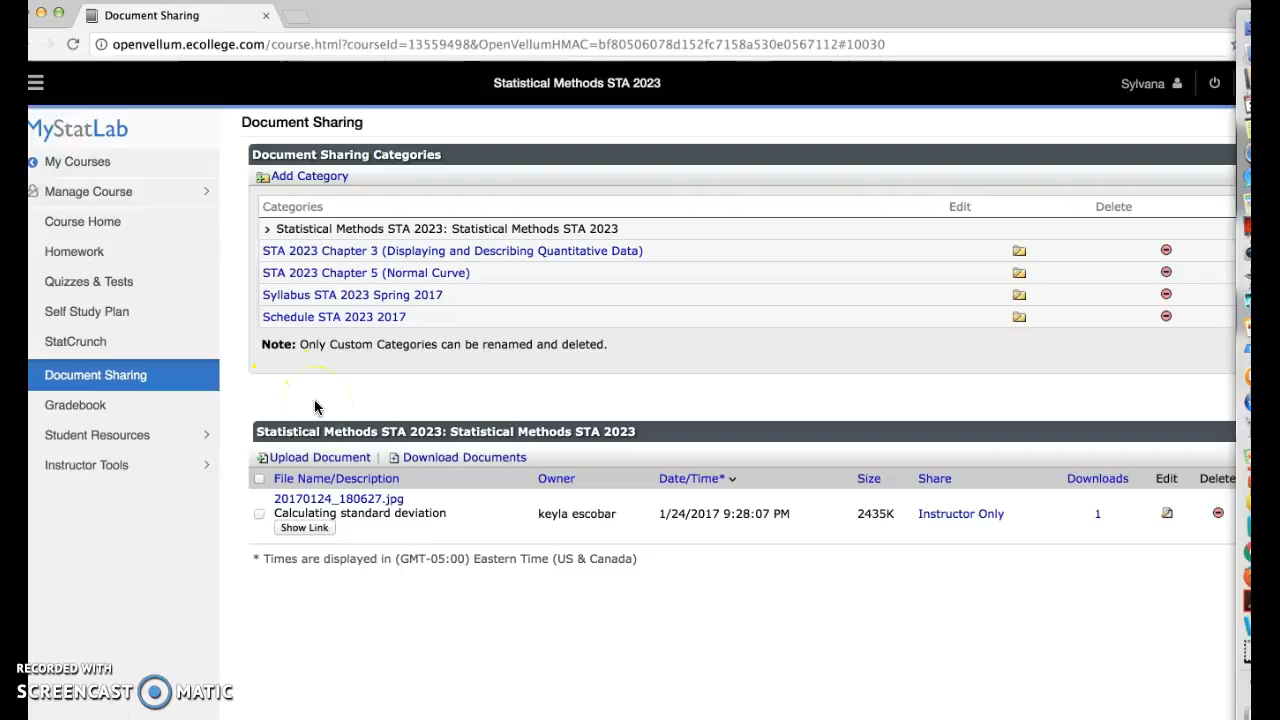 Document Sharing
openvellum.ecollege.com/course.html?courseId=13559498&OpenVellumHMAC=bf80506078d152fc7158a530e0567112#10030
Statistical Methods STA 2023
Sylvana
MyStatLab
My Courses
Manage Course
Course Home
Homework
Quizzes & Tests
Self Study Plan
StatCrunch
Document Sharing
Gradebook
Student Resources
Instructor Tools
Document Sharing
Document Sharing Categories
Add Category
Categories Edit Delete
> Statistical Methods STA 2023: Statistical Methods STA 2023
STA 2023 Chapter 3 (Displaying and Describing Quantitative Data)
STA 2023 Chapter 5 (Normal Curve)
Syllabus STA 2023 Spring 2017
Schedule STA 2023 2017
Note: Only Custom Categories can be renamed and deleted.
Statistical Methods STA 2023: Statistical Methods STA 2023
Upload Document | Download Documents
File Name/Description Owner Date/Time* Size Share Downloads Edit Delete
20170124_180627.jpg
Calculating standard deviation keyla escobar 1/24/2017 9:28:07 PM 2435K Instructor Only 1
Show Link
* Times are displayed in (GMT-05:00) Eastern Time (US & Canada)
RECORDED WITH
SCREENCAST MATIC